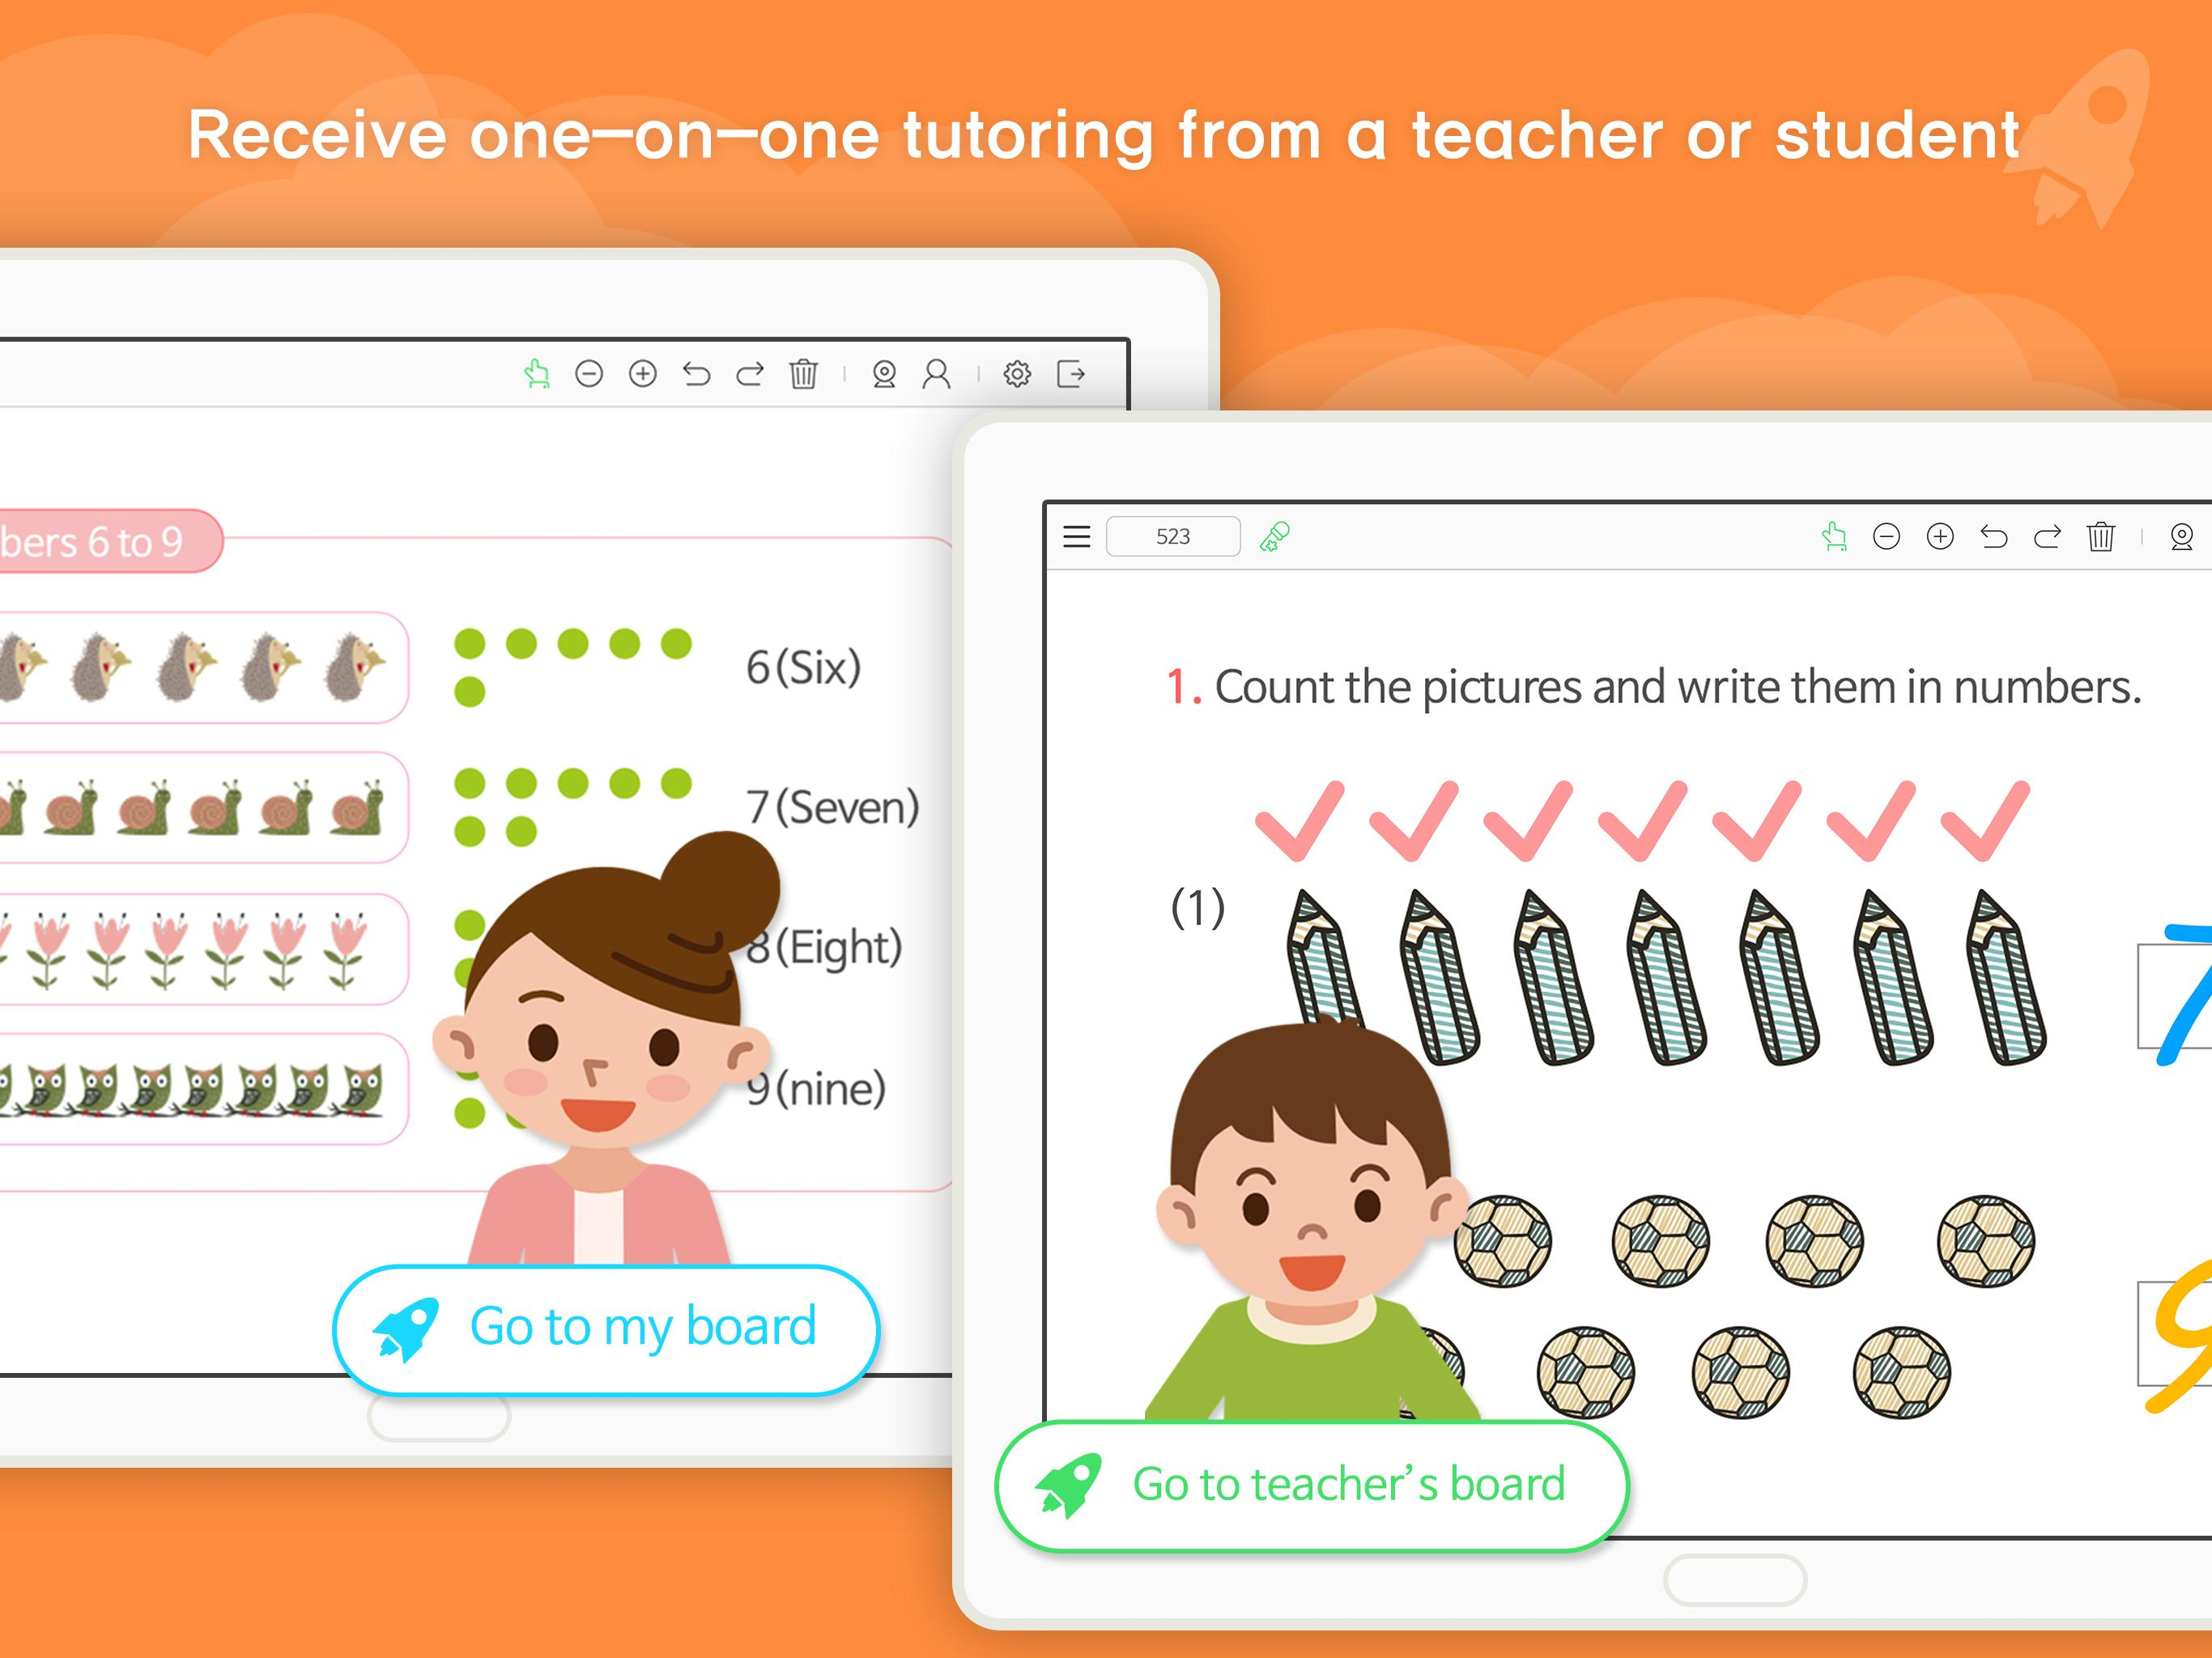 Receive one-on-one tutoring from a teacher or student
bers 6 to 9
6(Six)
7(Seven)
8(Eight)
9(nine)
Go to my board
523
1. Count the pictures and write them in numbers.
(1)
7
9
Go to teacher's board